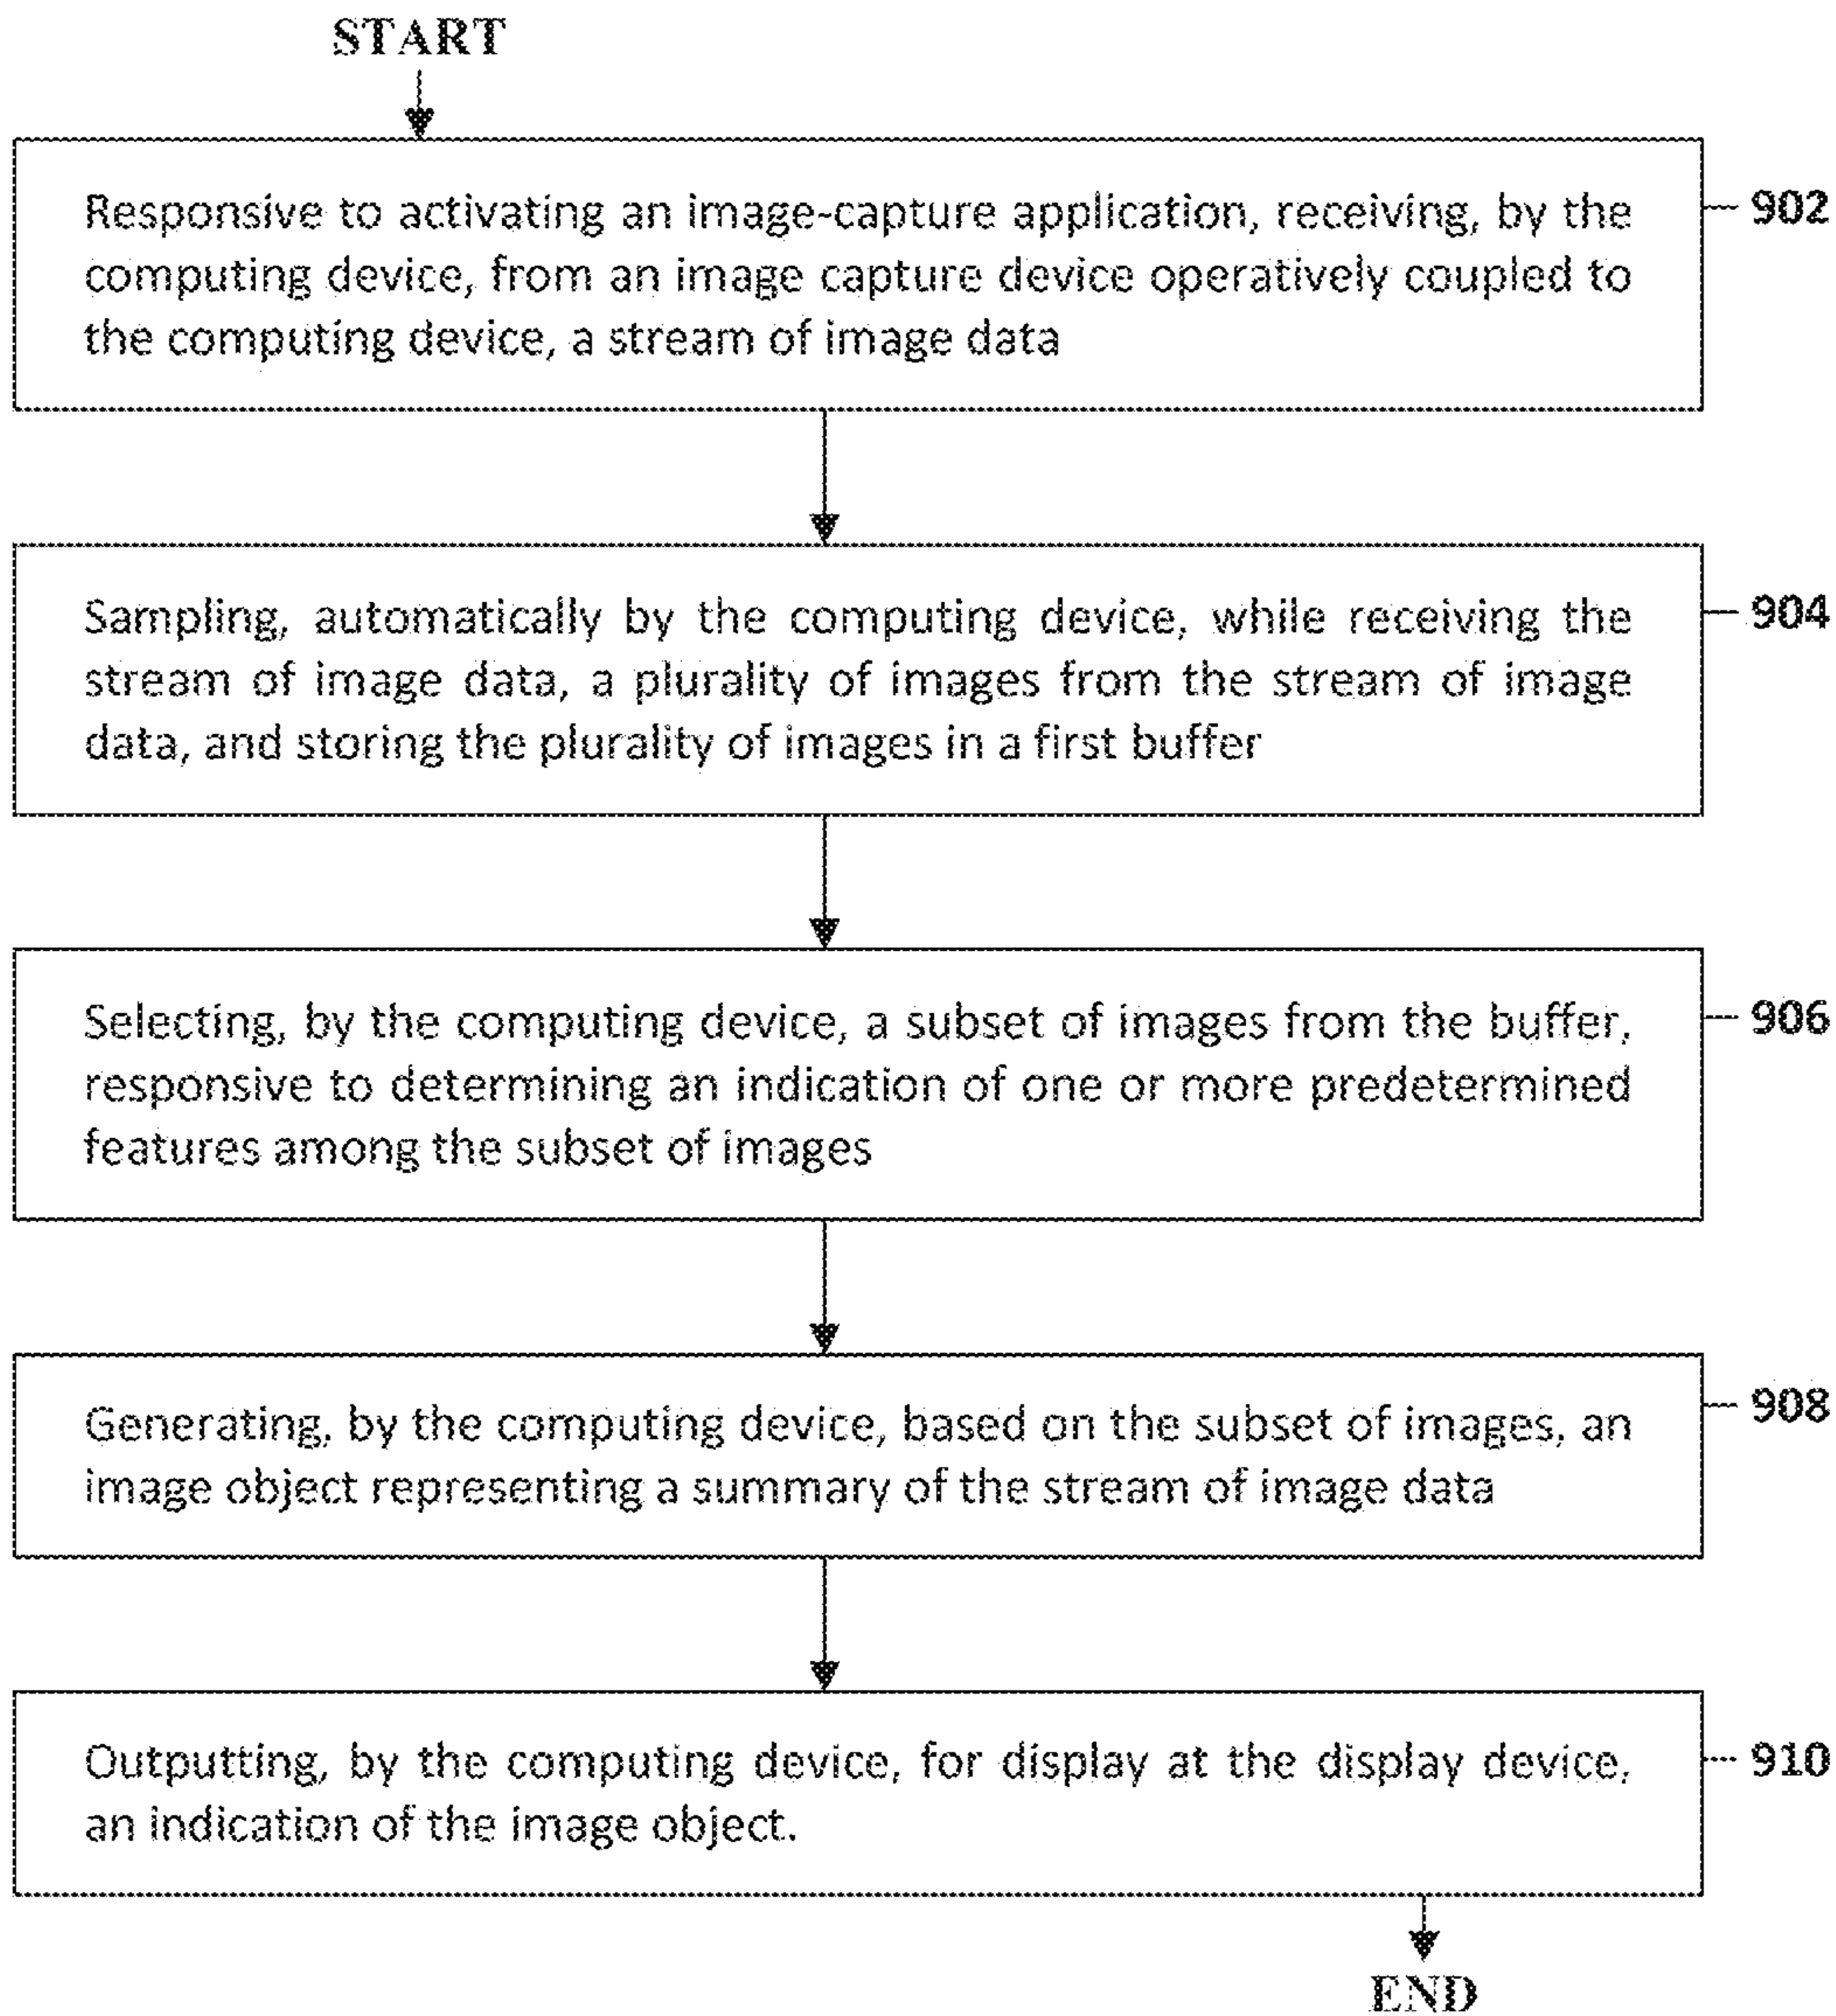 START
Responsive to activating an image-capture application, receiving, by the
902
computing device, from an image capture device operatively coupled to
the computing device, a stream of image data
Sampling, automatically by the computing device, while receiving the
904
stream of image data, a plurality of images from the stream of image
data, and storing the plurality of images in a first buffer
Selecting, by the computing device, a subset of images from the buffer,
906
responsive to determining an indication of one or more predetermined
features among the subset of images
Generating, by the computing device, based on the subset of images, an
908
image object representing a summary of the stream of image data
Outputting, by the computing device, for display at the display device,
910
an indication of the image object.
END